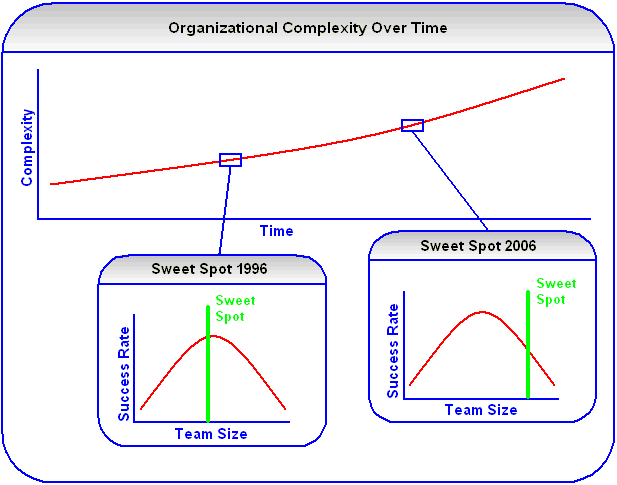 Organizational Complexity Over Time
Complexity
Time
Sweet Spot 1996
Sweet
Spot
Success Rate
Team Size
Sweet Spot 2006
Sweet
Spot
Success Rate
Team Size